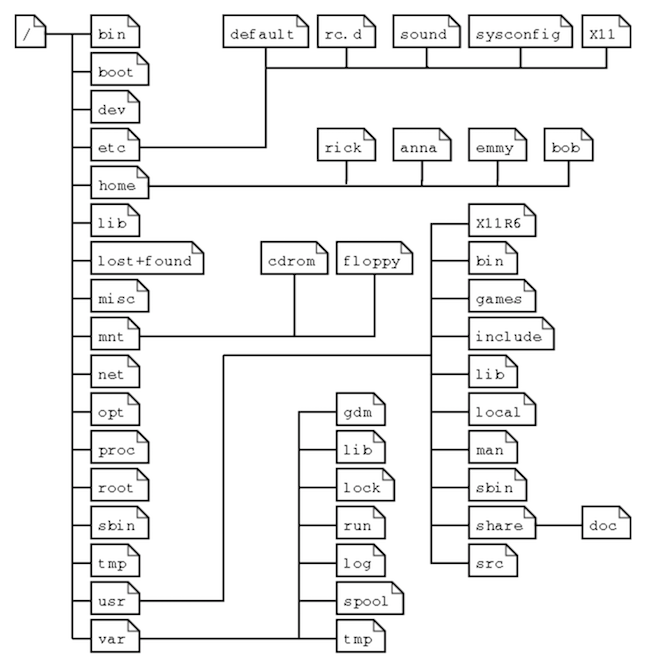 / bin default rc.d sound sysconfig X11
boot
dev
etc rick anna emmy bob
home
lib X11R6
lost+found cdrom floppy bin
misc games
mnt include
net lib
opt gdm local
proc lib man
root lock sbin
sbin run share doc
tmp log src
usr spool
var tmp